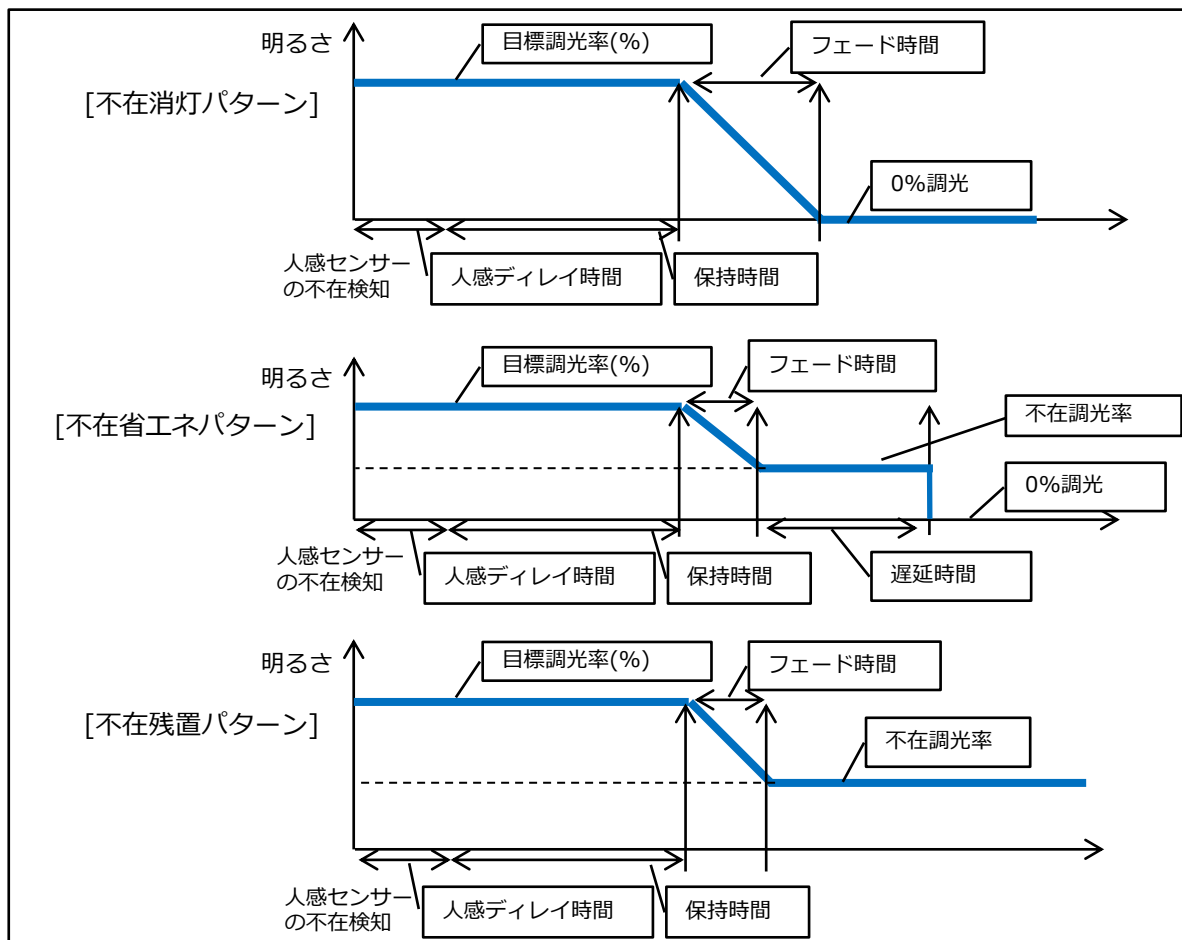 明るさ
目標調光率(%)
フェード時間
[不在消灯パターン]
0%調光
人感センサー
の不在検知
人感ディレイ時間
保持時間
明るさ
目標調光率(%)
フェード時間
[不在省エネパターン]
不在調光率
0%調光
人感センサー
の不在検知
人感ディレイ時間
保持時間
遅延時間
明るさ
目標調光率(%)
フェード時間
[不在残置パターン]
不在調光率
人感センサー
の不在検知
人感ディレイ時間
保持時間